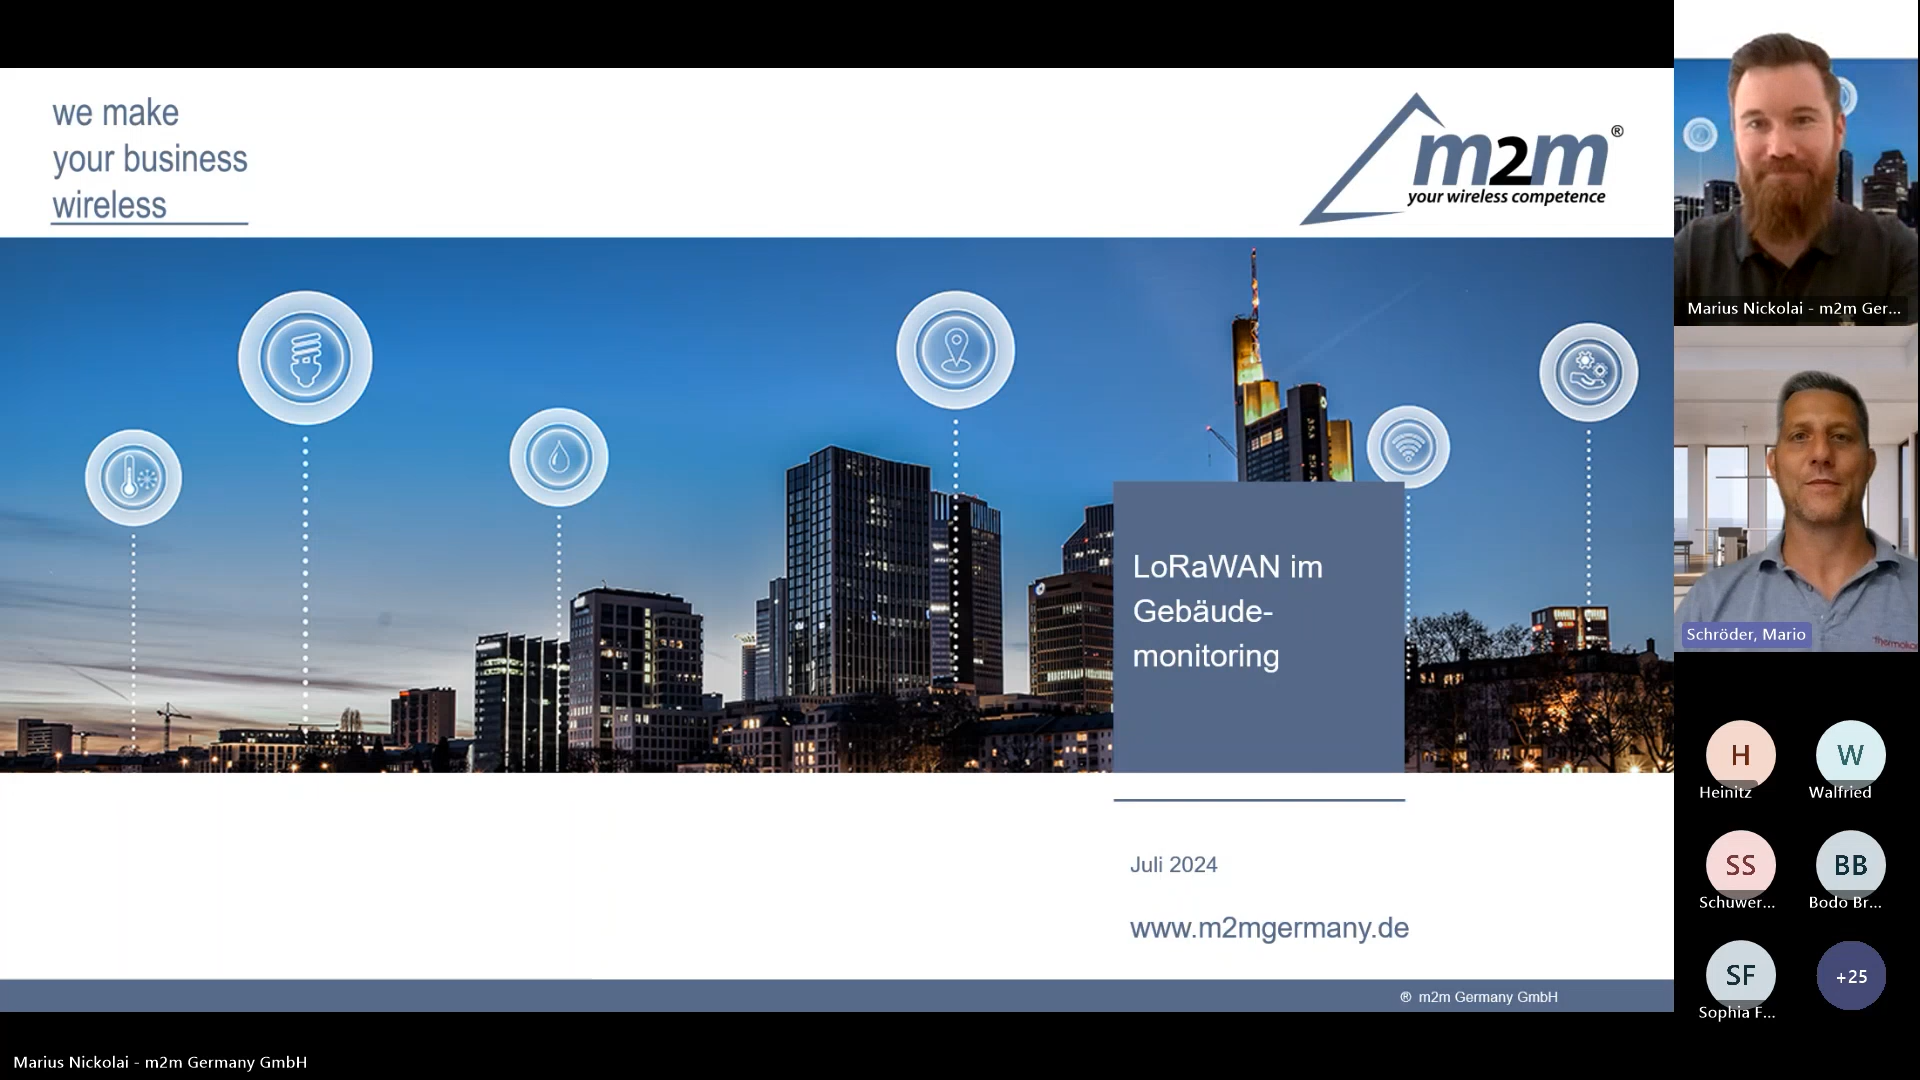 we make
your business
wireless
m2m®
your wireless competence
LoRaWAN im
Gebäude-
monitoring
Juli 2024
www.m2mgermany.de
® m2m Germany GmbH
Marius Nickolai - m2m Germany GmbH
Marius Nickolai - m2m Ger...
Schröder, Mario
H
Heinitz
W
Walfried
SS
Schuwer...
BB
Bodo Br...
SF
Sophia F...
+25